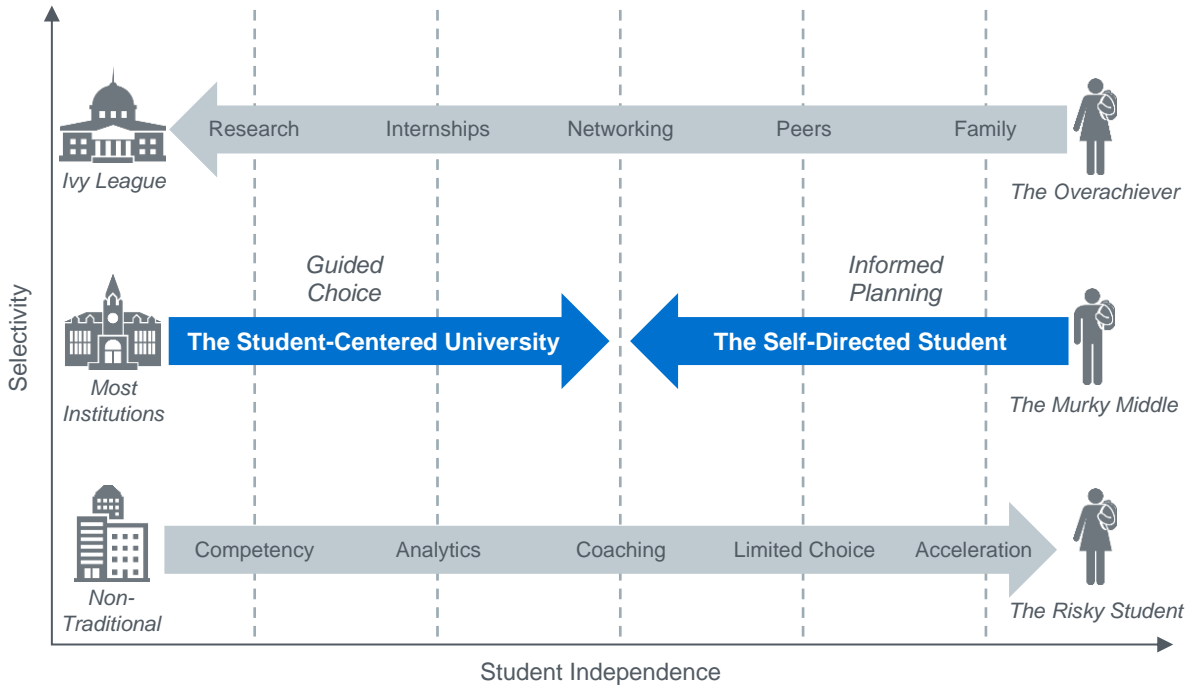 Research Internships Networking Peers Family
Ivy League
The Overachiever
Guided
Choice
Informed
Planning
Selectivity
The Student-Centered University
The Self-Directed Student
Most
Institutions
The Murky Middle
Competency Analytics Coaching Limited Choice Acceleration
Non-
Traditional
The Risky Student
Student Independence